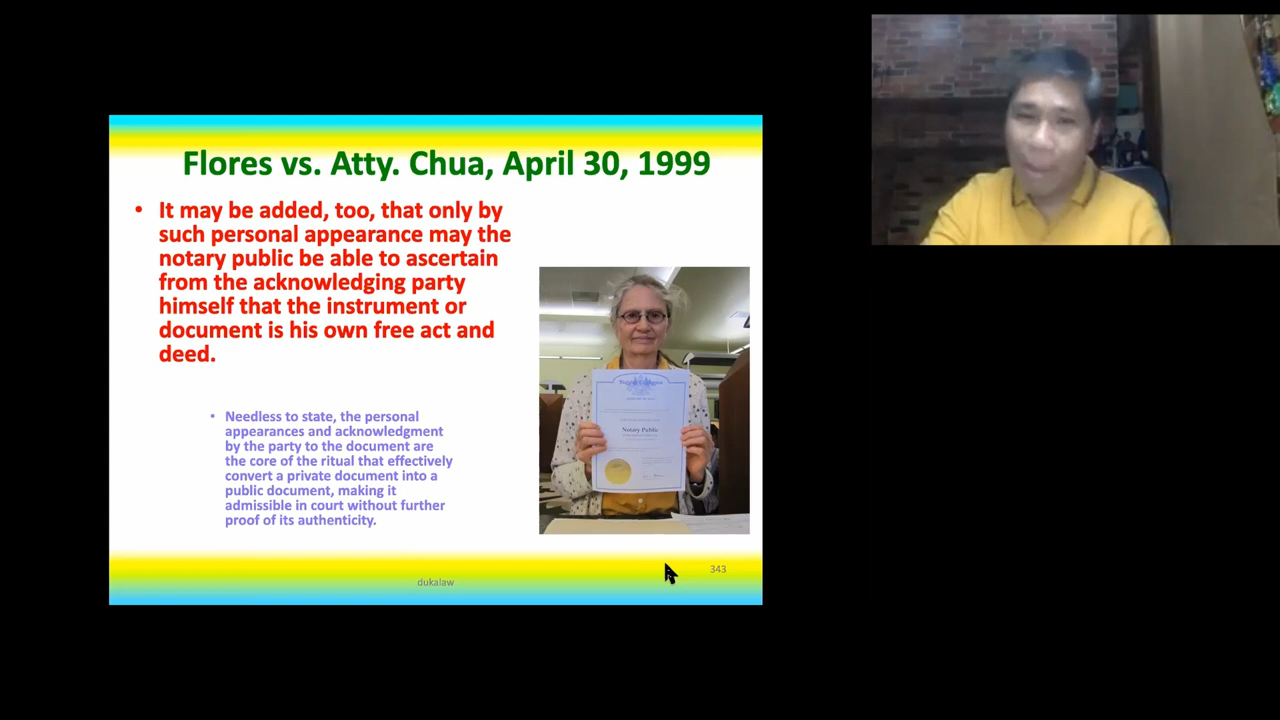 Flores vs. Atty. Chua, April 30, 1999
• It may be added, too, that only by
such personal appearance may the
notary public be able to ascertain
from the acknowledging party
himself that the instrument or
document is his own free act and
deed.
• Needless to state, the personal
appearances and acknowledgment
by the party to the document are
the core of the ritual that effectively
convert a private document into a
public document, making it
admissible in court without further
proof of its authenticity.
Notary Public
dukalaw
343